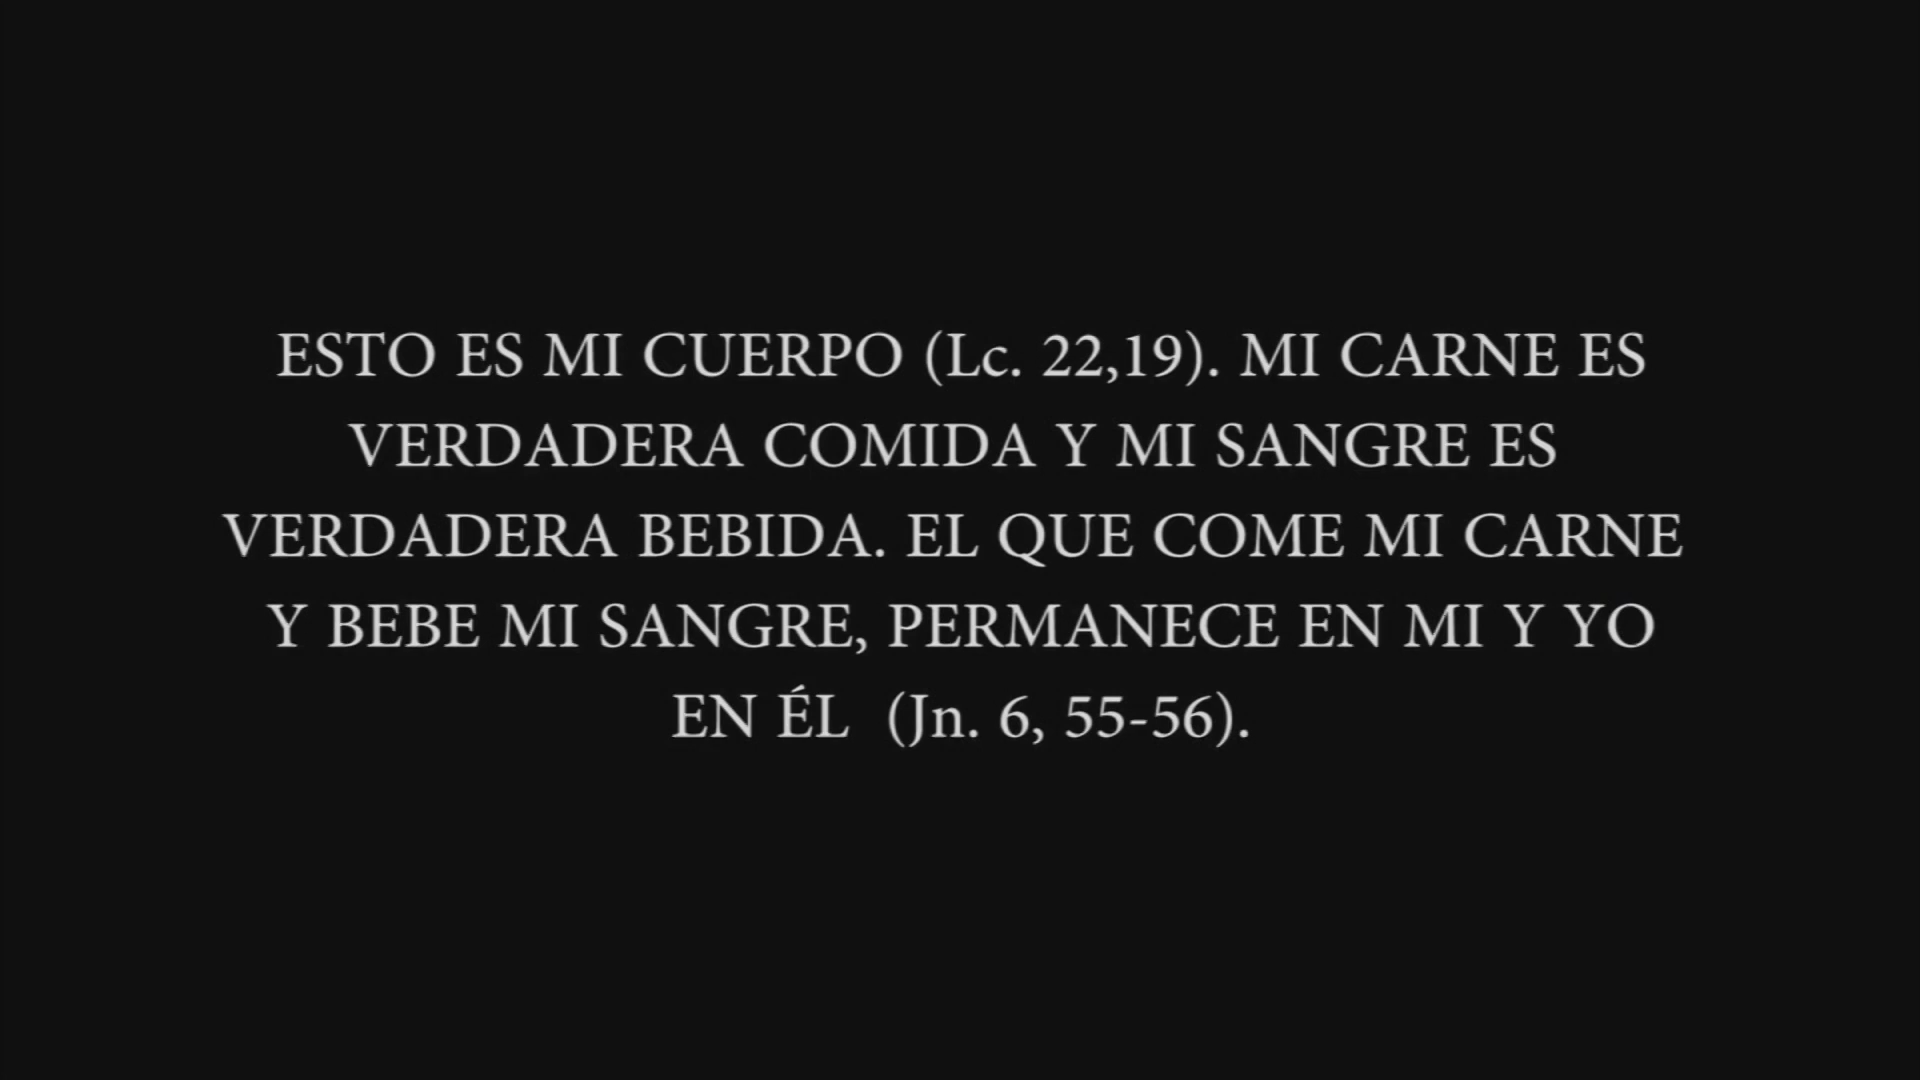 ESTO ES MI CUERPO (Lc. 22,19). MI CARNE ES
VERDADERA COMIDA Y MI SANGRE ES
VERDADERA BEBIDA. EL QUE COME MI CARNE
Y BEBE MI SANGRE, PERMANECE EN MI Y YO
EN ÉL  (Jn. 6, 55-56).